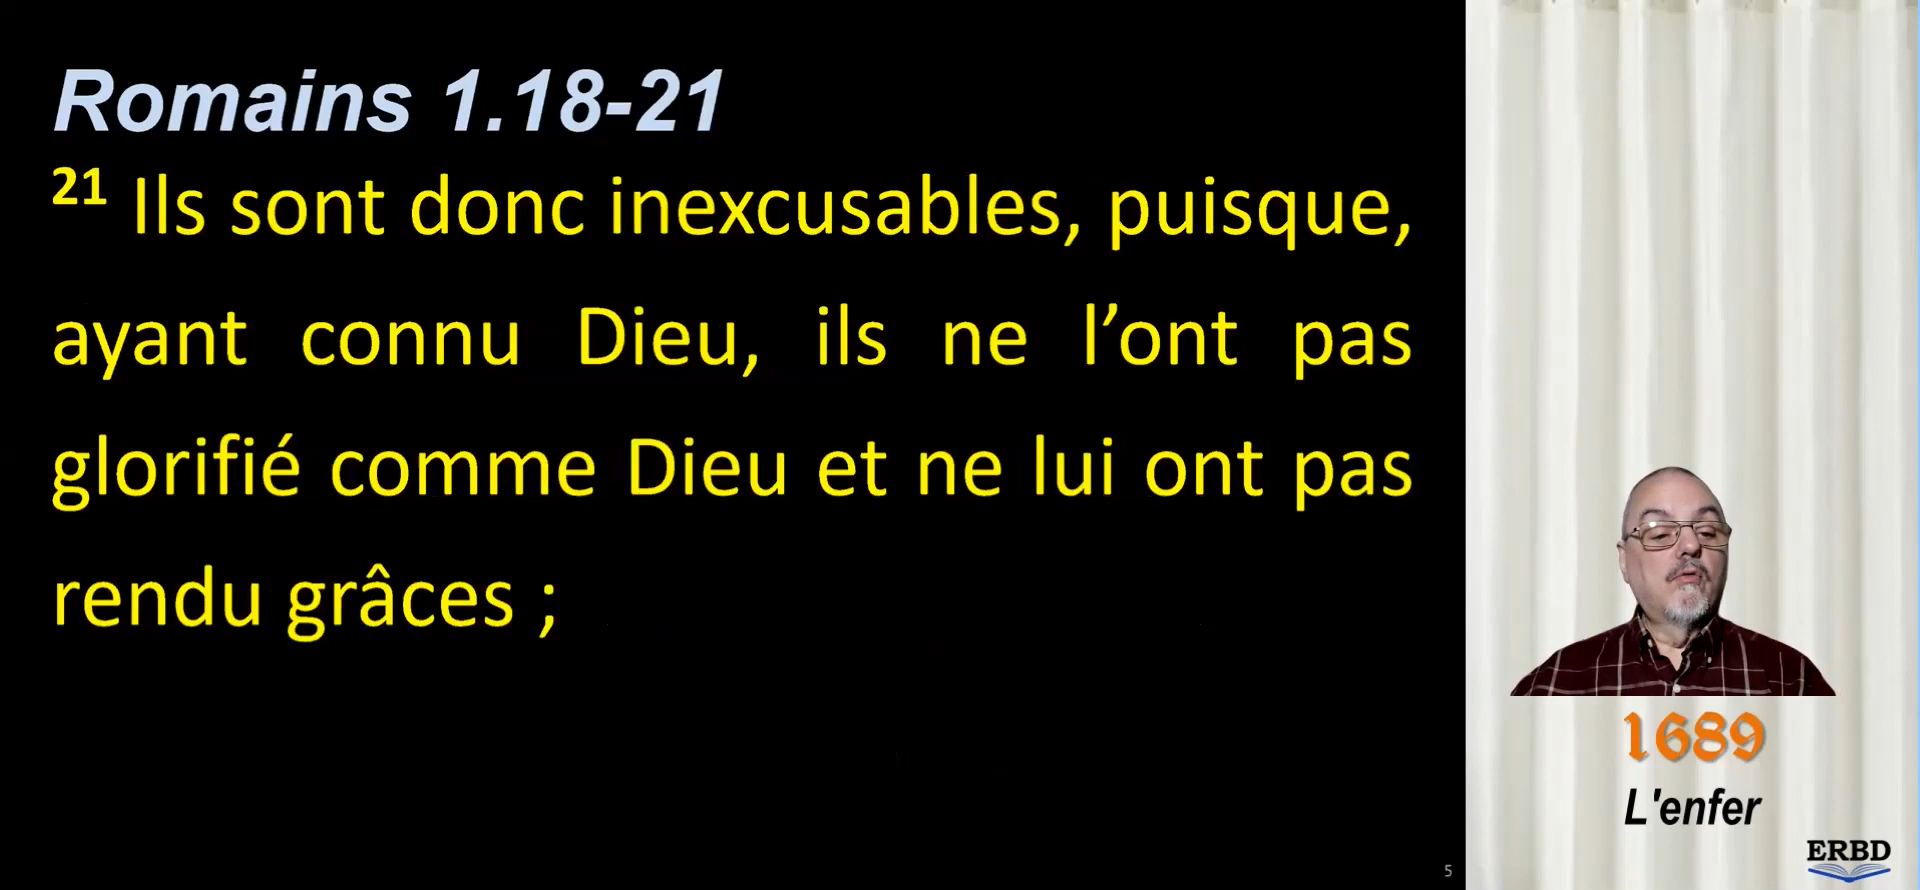 Romains 1.18-21
21 Ils sont donc inexcusables, puisque,
ayant connu Dieu, ils ne l’ont pas
glorifié comme Dieu et ne lui ont pas
rendu grâces ;
5
1689
L'enfer
ERBD